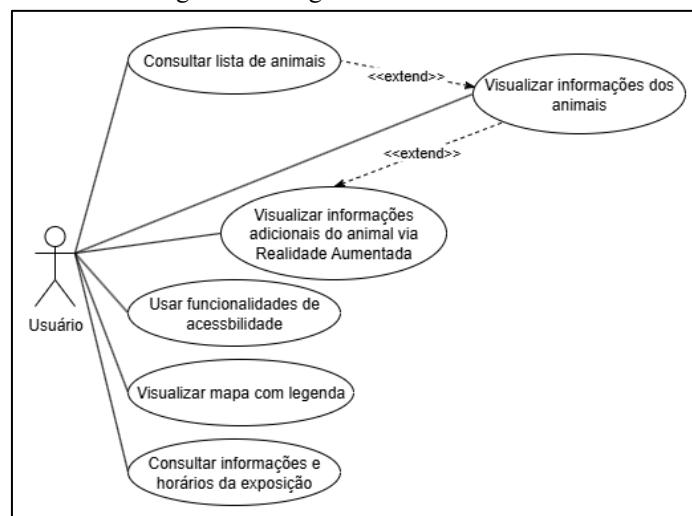 Consultar lista de animais
<<extend>>
Visualizar informações dos
animais
<<extend>>
Visualizar informações
adicionais do animal via
Realidade Aumentada
Usuário
Usar funcionalidades de
acessbilidade
Visualizar mapa com legenda
Consultar informações e
horários da exposição